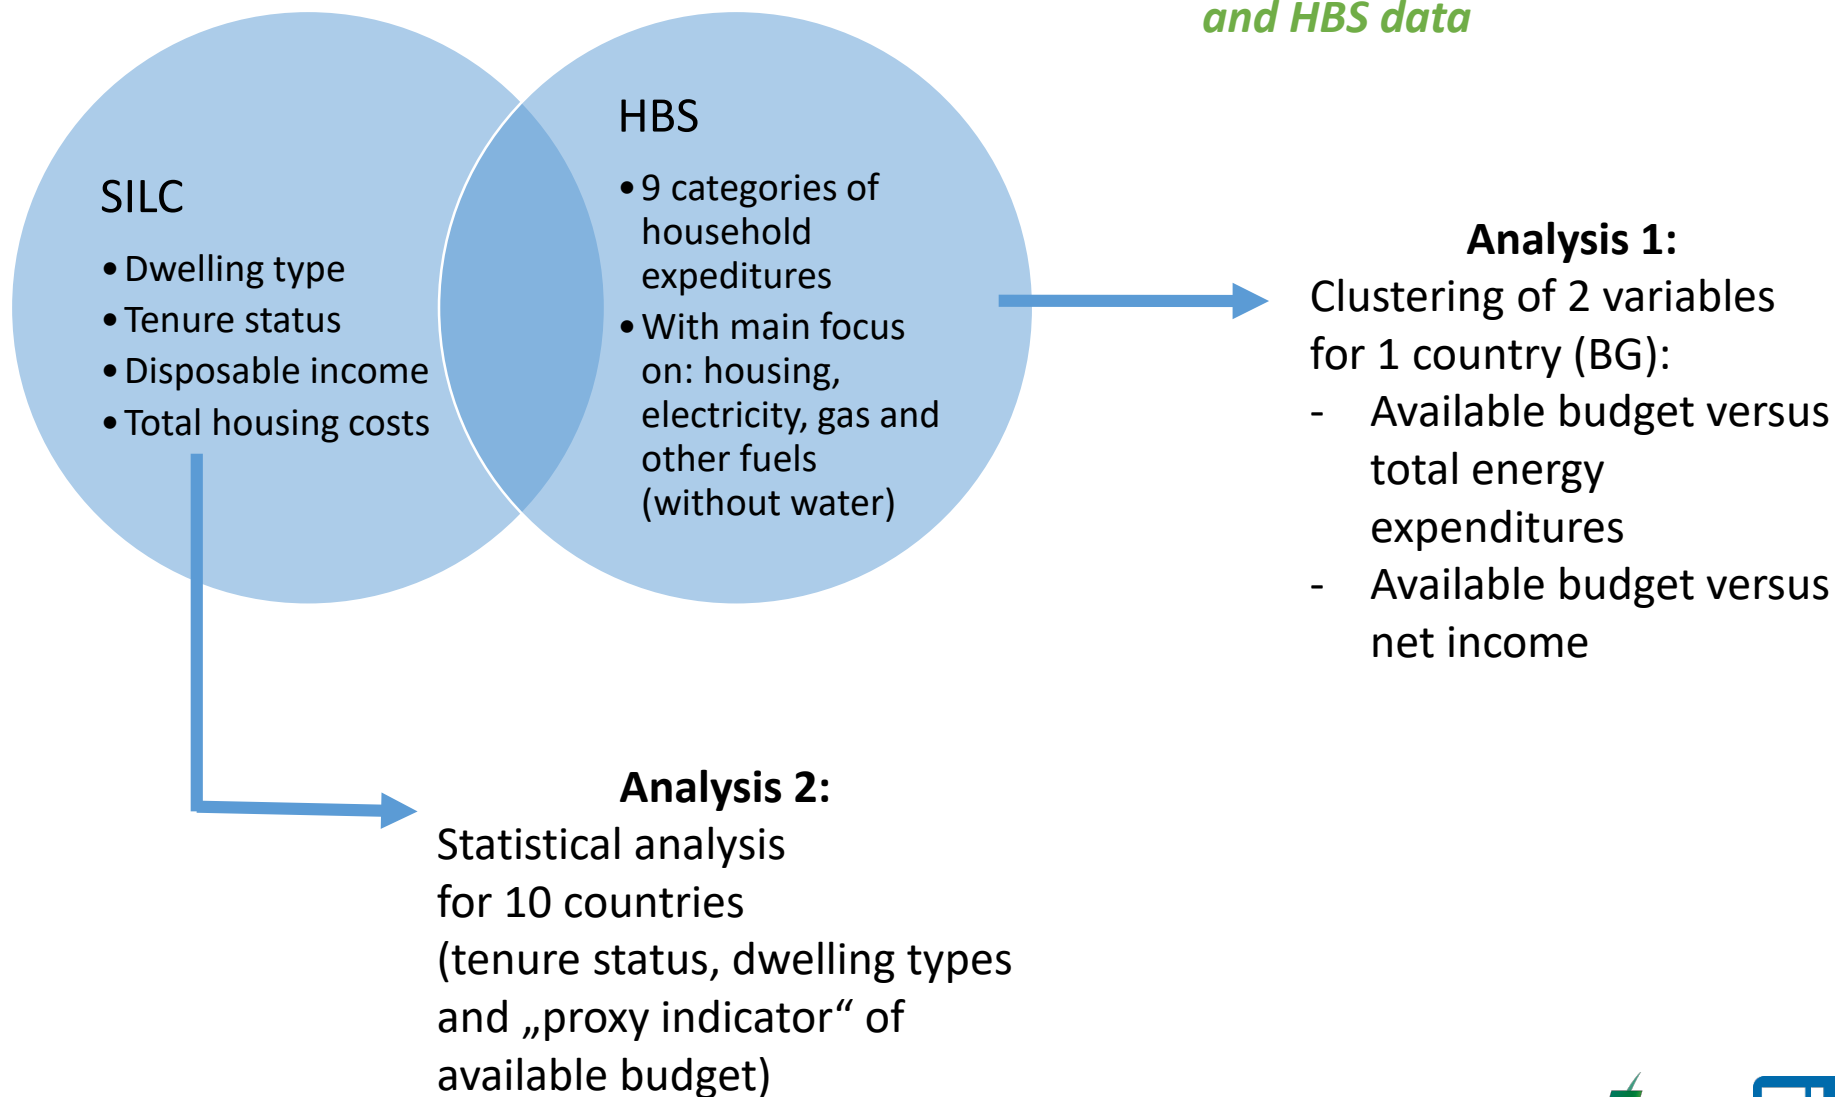 and HBS data
SILC
• Dwelling type
• Tenure status
• Disposable income
• Total housing costs
HBS
• 9 categories of
household
expeditures
• With main focus
on: housing,
electricity, gas and
other fuels
(without water)
Analysis 1:
Clustering of 2 variables
for 1 country (BG):
- Available budget versus
total energy
expenditures
- Available budget versus
net income
Analysis 2:
Statistical analysis
for 10 countries
(tenure status, dwelling types
and „proxy indicator“ of
available budget)